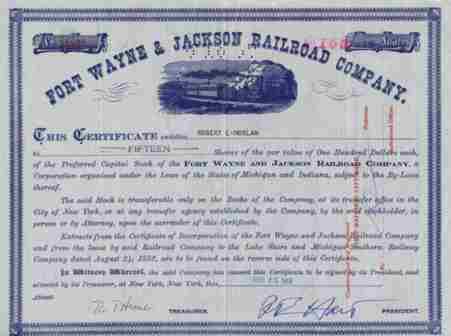 FORT WAYNE & JACKSON RAILROAD COMPANY.
THIS CERTIFICATE entitles ROBERT E. MOSLAN
to FIFTEEN Shares of the par value of One Hundred Dollars each,
of the Preferred Capital Stock of the FORT WAYNE AND JACKSON RAILROAD COMPANY, a
Corporation organized under the Laws of the States of Michigan and Indiana, subject to the By-Laws
thereof.
The said Stock is transferable only on the Books of the Company, at its transfer office in the
City of New York, or at any transfer agency established by the Company, by the said stockholder, in
person or by Attorney, upon the surrender of this Certificate.
Extracts from the Certificate of Incorporation of the Fort Wayne and Jackson Railroad Company
and from the lease by said Railroad Company to the Lake Shore and Michigan Southern Railway
Company dated August 24, 1882, are to be found on the reverse side of this Certificate.
In Witness Whereof, the said Company has caused this Certificate to be signed by its President, and
attested by its Treasurer, at New York, New York, this
Attest:
TREASURER.
PRESIDENT